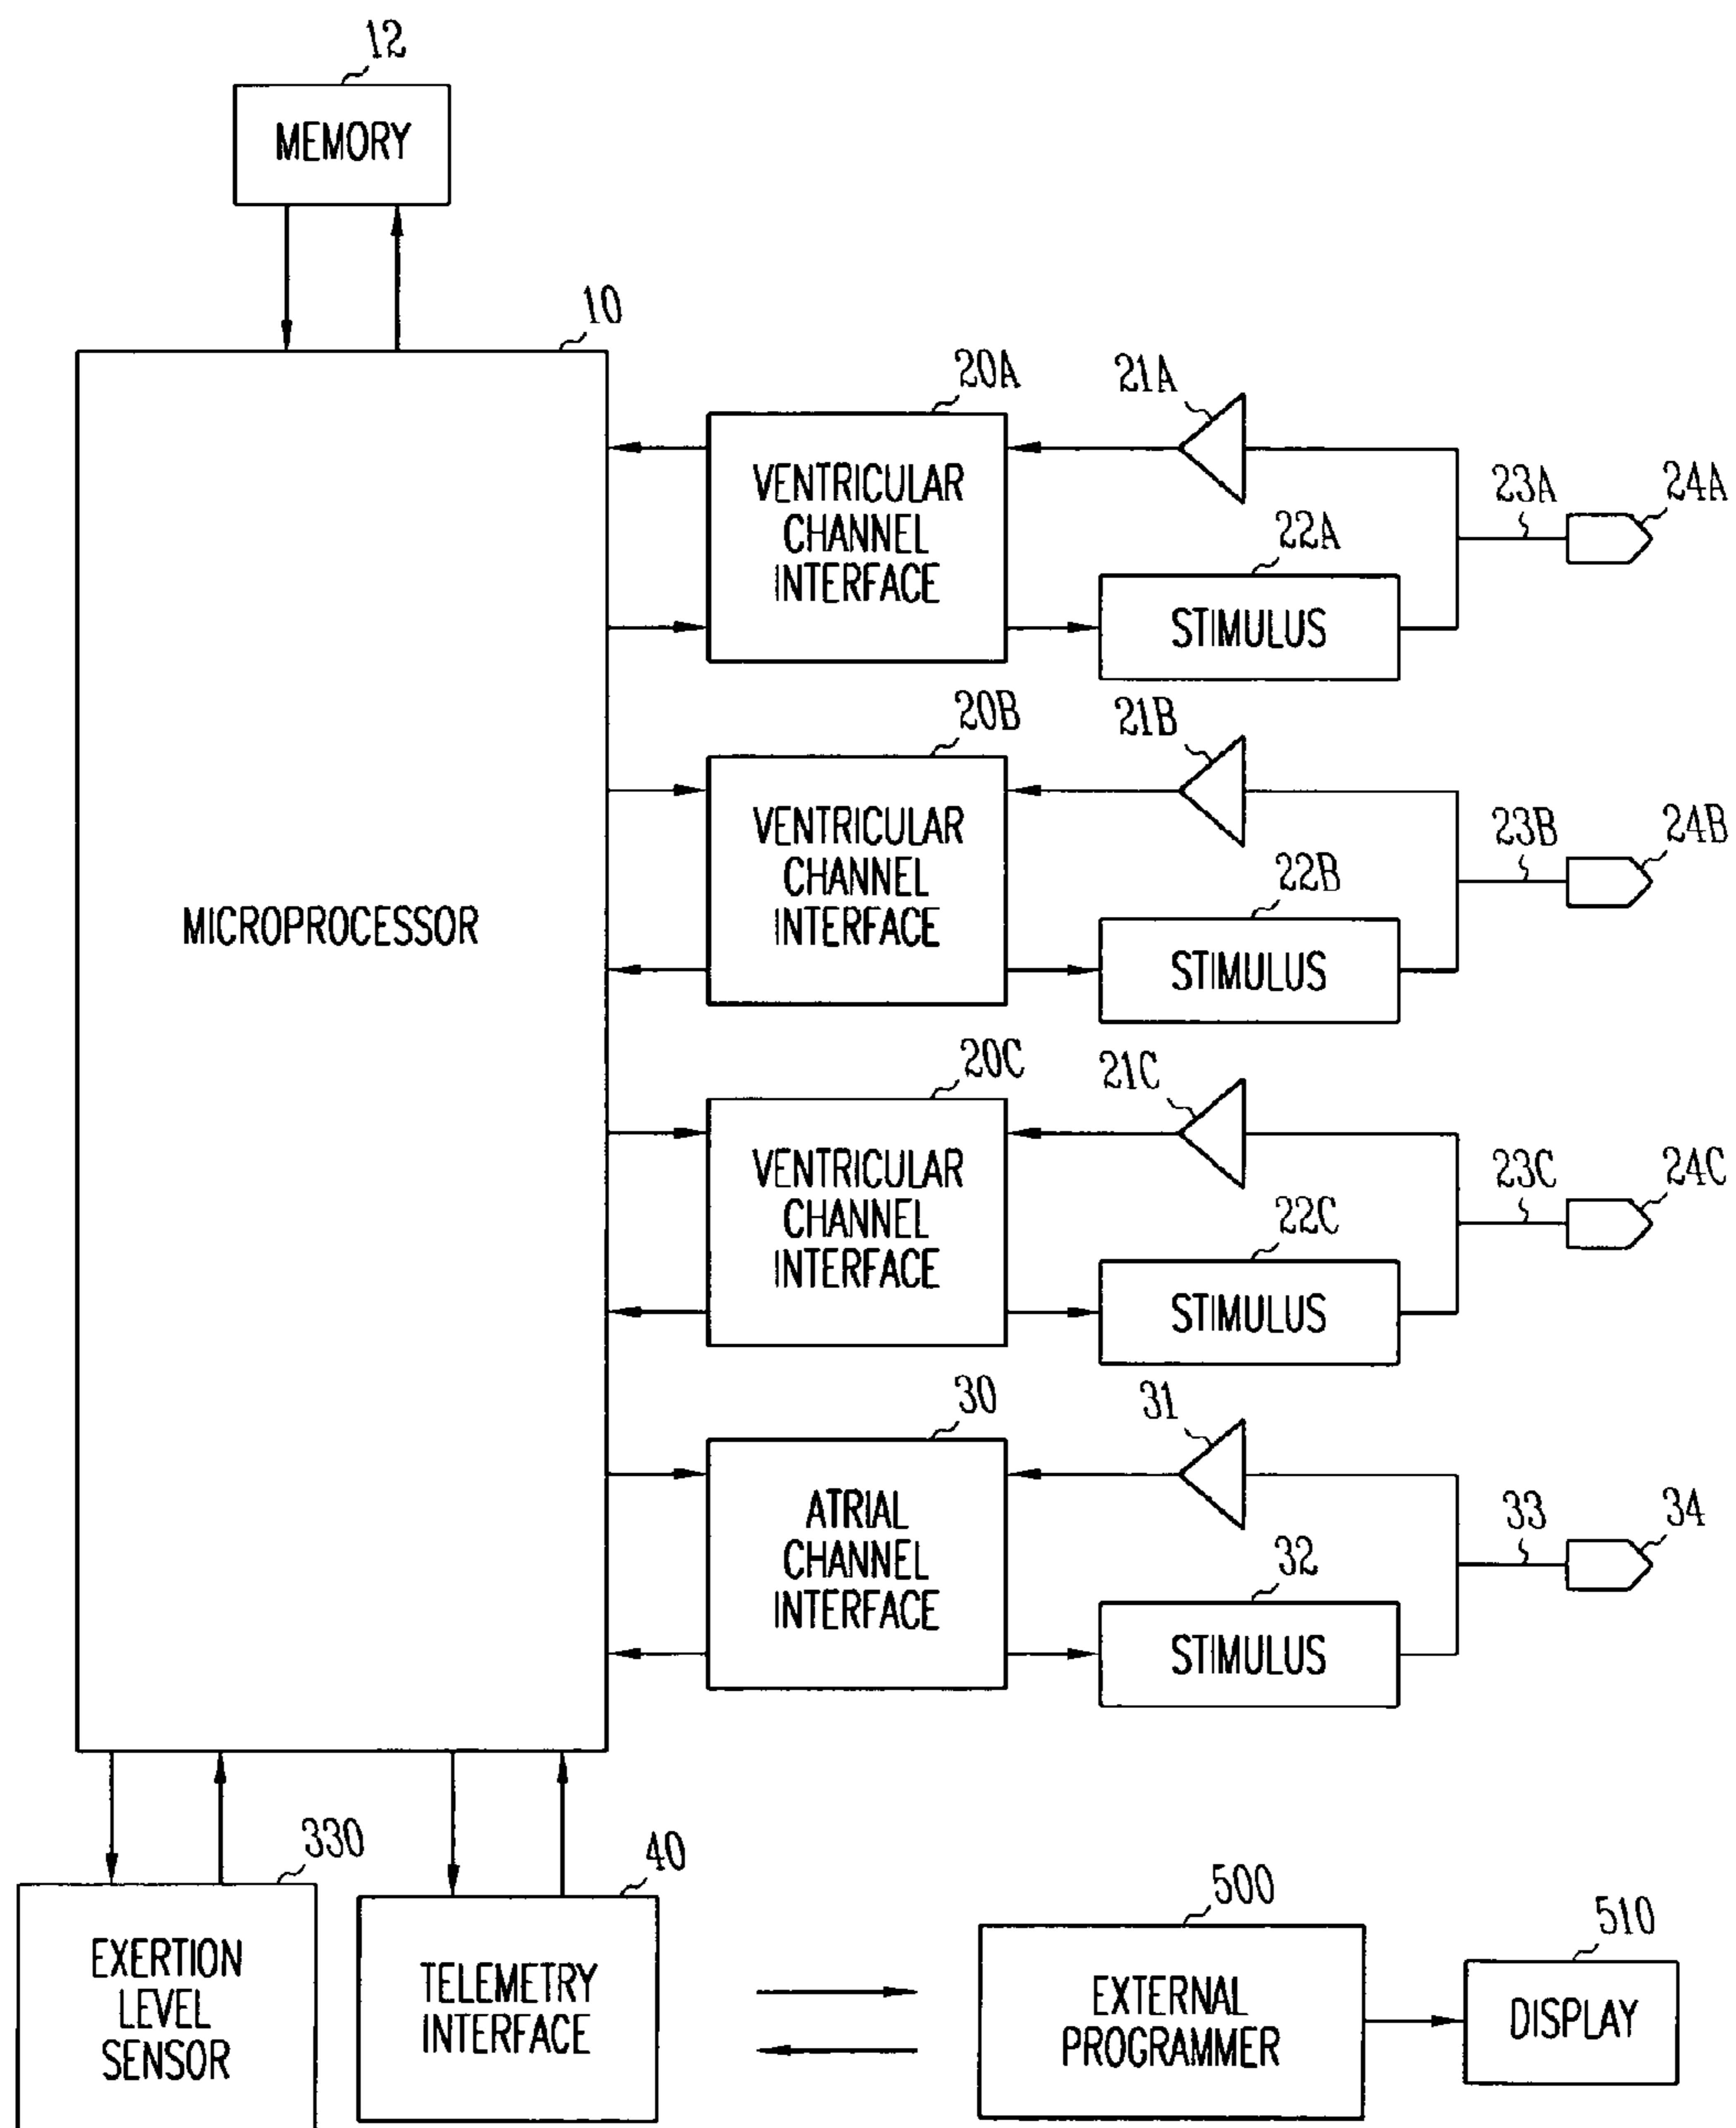 12
MEMORY
10
MICROPROCESSOR
20A
VENTRICULAR
CHANNEL
INTERFACE
21A
22A
STIMULUS
23A
24A
20B
VENTRICULAR
CHANNEL
INTERFACE
21B
22B
STIMULUS
23B
24B
20C
VENTRICULAR
CHANNEL
INTERFACE
21C
22C
STIMULUS
23C
24C
30
ATRIAL
CHANNEL
INTERFACE
31
32
STIMULUS
33
34
330
EXERTION
LEVEL
SENSOR
40
TELEMETRY
INTERFACE
500
EXTERNAL
PROGRAMMER
510
DISPLAY